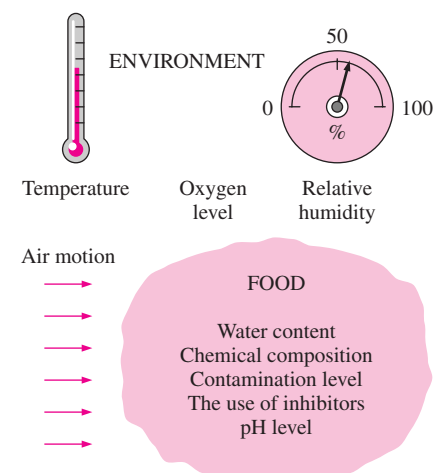 50
ENVIRONMENT
0
100
%
Temperature
Oxygen
level
Relative
humidity
Air motion
FOOD
Water content
Chemical composition
Contamination level
The use of inhibitors
pH level